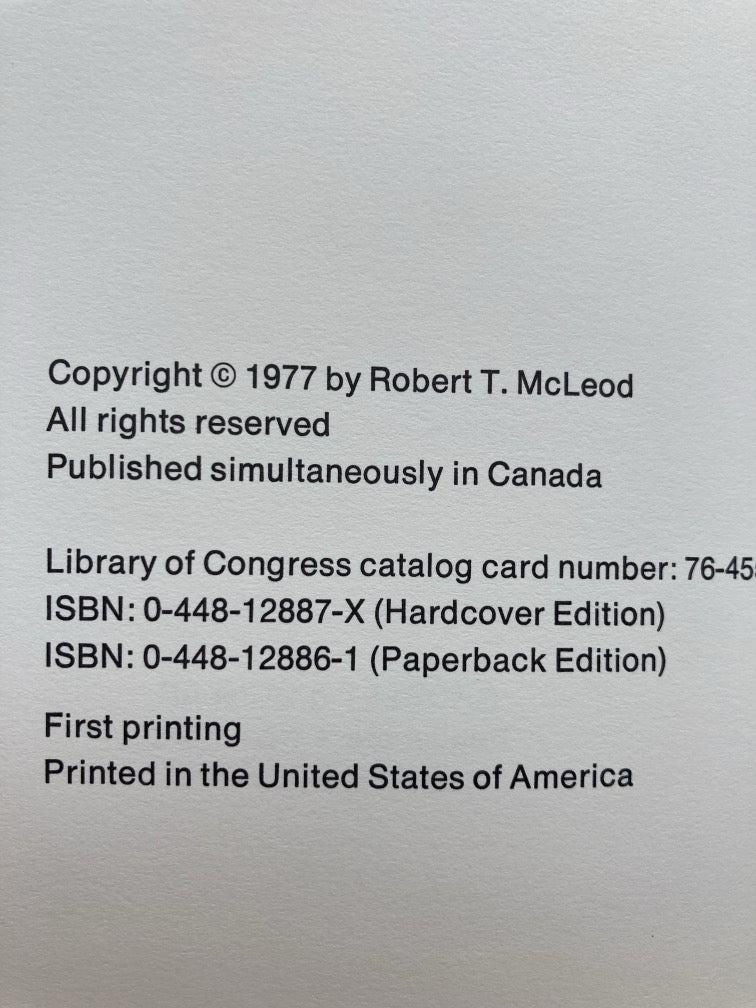 Copyright © 1977 by Robert T. McLeod
All rights reserved
Published simultaneously in Canada
Library of Congress catalog card number: 76-45
ISBN: 0-448-12887-X (Hardcover Edition)
ISBN: 0-448-12886-1 (Paperback Edition)
First printing
Printed in the United States of America